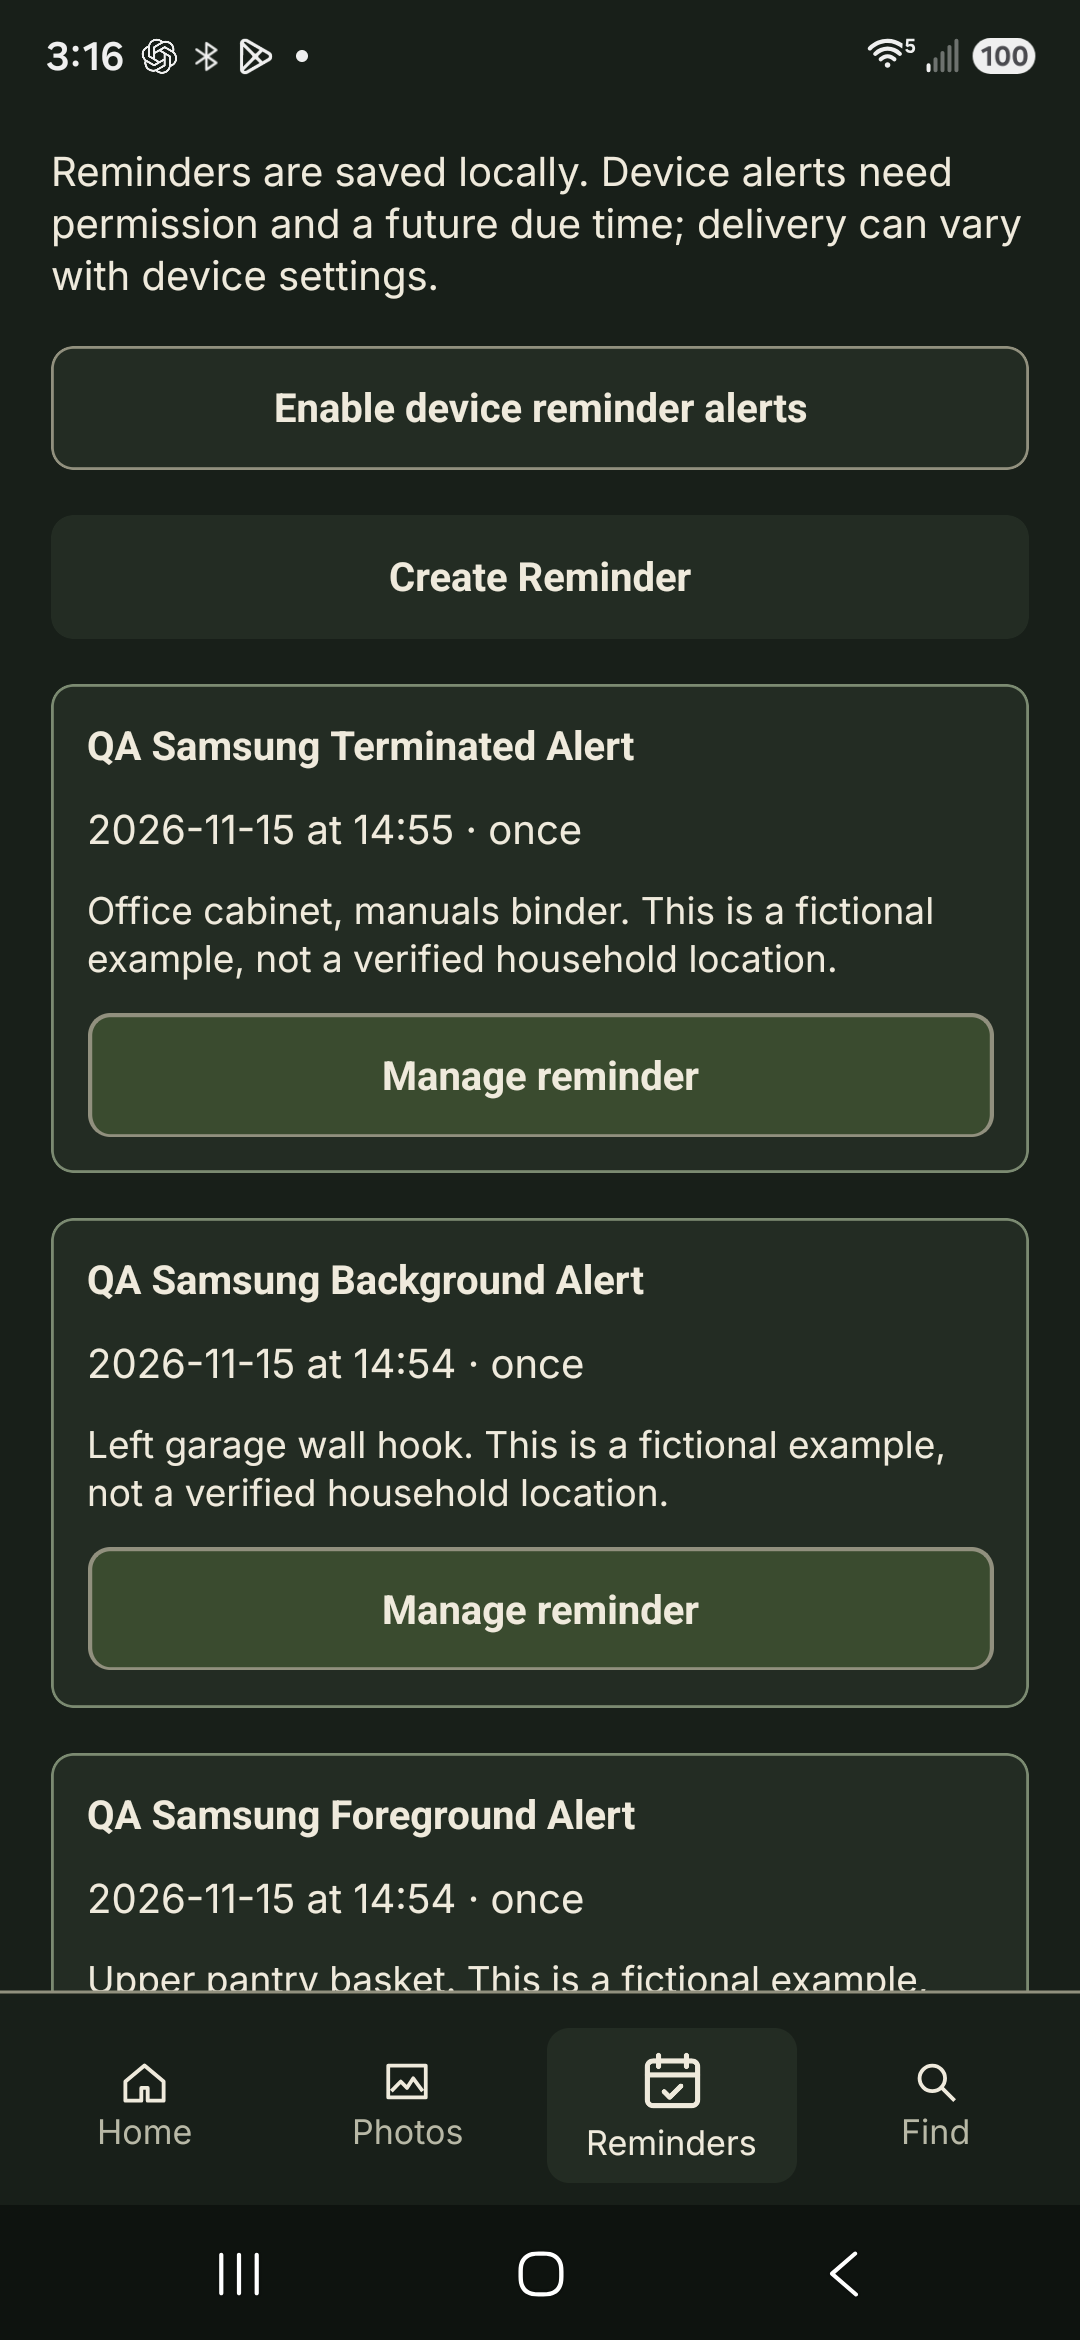 3:16
5
100
Reminders are saved locally. Device alerts need
permission and a future due time; delivery can vary
with device settings.
Enable device reminder alerts
Create Reminder
QA Samsung Terminated Alert
2026-11-15 at 14:55 · once
Office cabinet, manuals binder. This is a fictional
example, not a verified household location.
Manage reminder
QA Samsung Background Alert
2026-11-15 at 14:54 · once
Left garage wall hook. This is a fictional example,
not a verified household location.
Manage reminder
QA Samsung Foreground Alert
2026-11-15 at 14:54 · once
Upper pantry basket. This is a fictional example,
Home
Photos
Reminders
Find